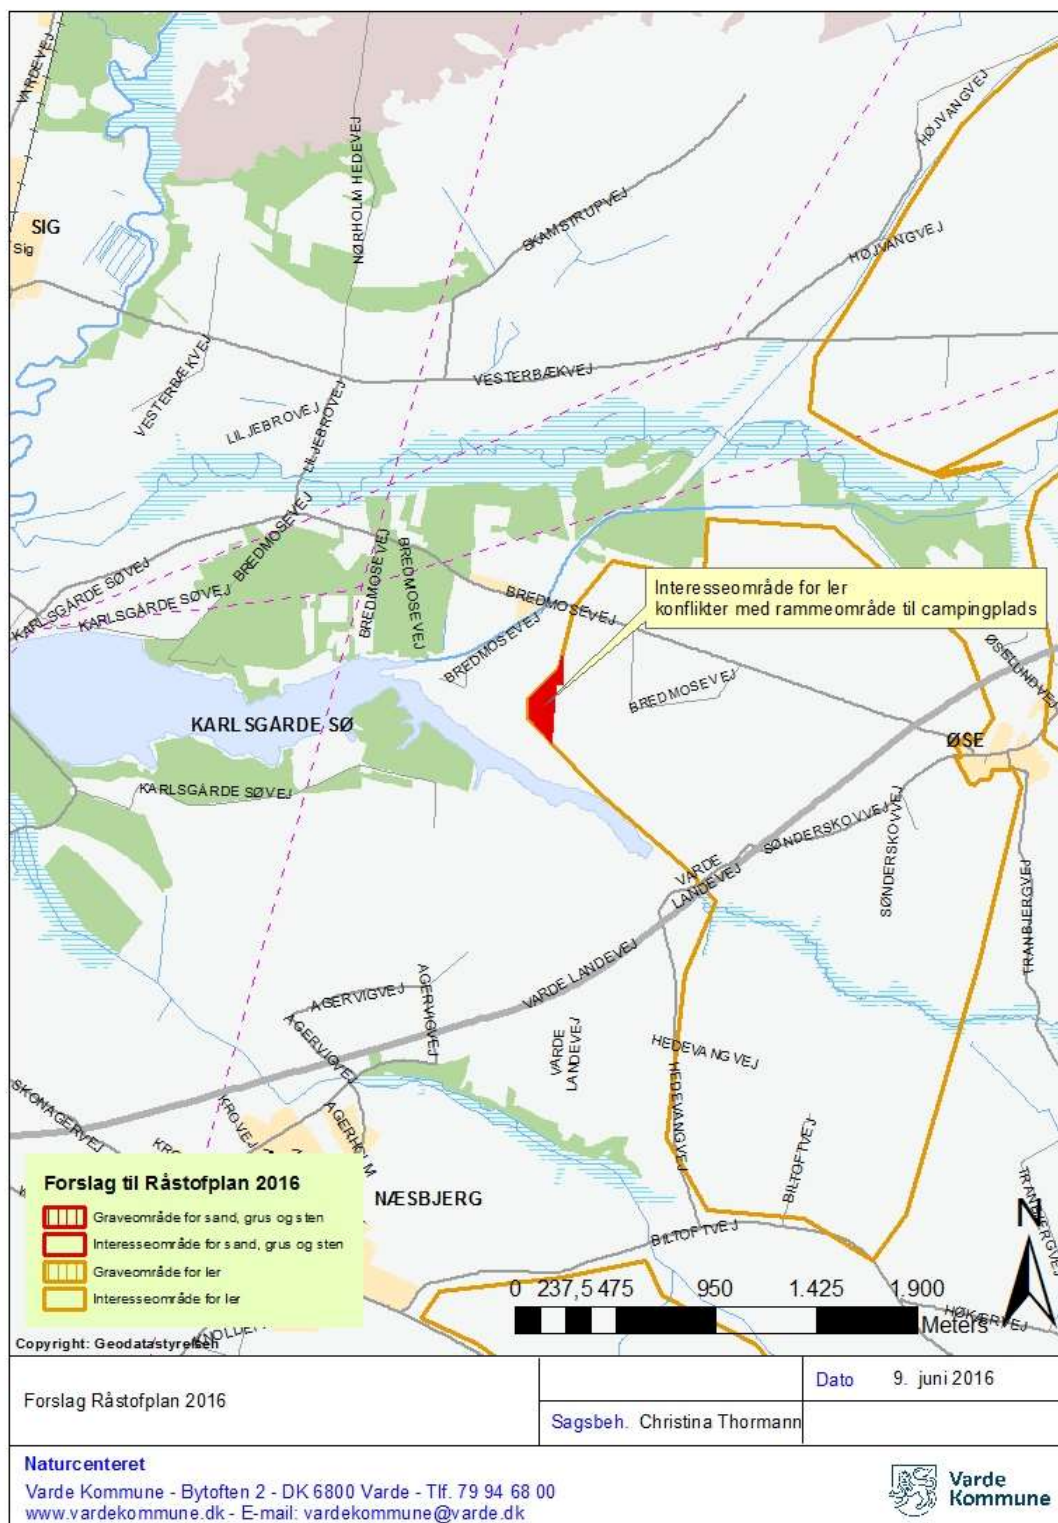 VARDEVEJ
SIG
Sig
NØRHOLM HEDEVEJ
SKAMSTRUPVEJ
HØJVANGVEJ
HØJVANGVEJ
VESTERBÆKVEJ
VESTERBÆKVEJ
LILJEBROVEJ
LILJEBROVEJ
BREDMOSEVEJ
BREDMOSEVEJ
BREDMOSEVEJ
KARLSGÅRDE SØVEJ
KARLSGÅRDE SØVEJ
BREDMOSEVEJ
BREDMOSEVEJ
Interesseområde for ler
konflikter med rammeområde til campingplads
BREDMOSEVEJ
ØSELUNDVEJ
KARLSGÅRDE SØ
ØSE
KARLSGÅRDE SØVEJ
SØNDERSKOVVEJ
SØNDERSKOVVEJ
VARDE
LANDEVEJ
TRANBJERGVEJ
VARDE LANDEVEJ
AGERVIGVEJ
AGERVIGVEJ
AGERVIGVEJ
VARDE
LANDEVEJ
HEDEVANGVEJ
HEDEVANGVEJ
SKONAGERVEJ
KROVEJ
AGERHOLM
BILTOFTVEJ
NÆSBJERG
BILTOFTVEJ
TRANBJERGVEJ
HØKÆRVEJ
N
Forslag til Råstofplan 2016
Graveområde for sand, grus og sten
Interesseområde for sand, grus og sten
Graveområde for ler
Interesseområde for ler
0 237,5 475 950 1.425 1.900
Meters
Copyright: Geodatastyrelsen
Forslag Råstofplan 2016
Dato 9. juni 2016
Sagsbeh. Christina Thormann
Naturcenteret
Varde Kommune - Bytoften 2 - DK 6800 Varde - Tlf. 79 94 68 00
www.vardekommune.dk - E-mail: vardekommune@varde.dk
Varde
Kommune